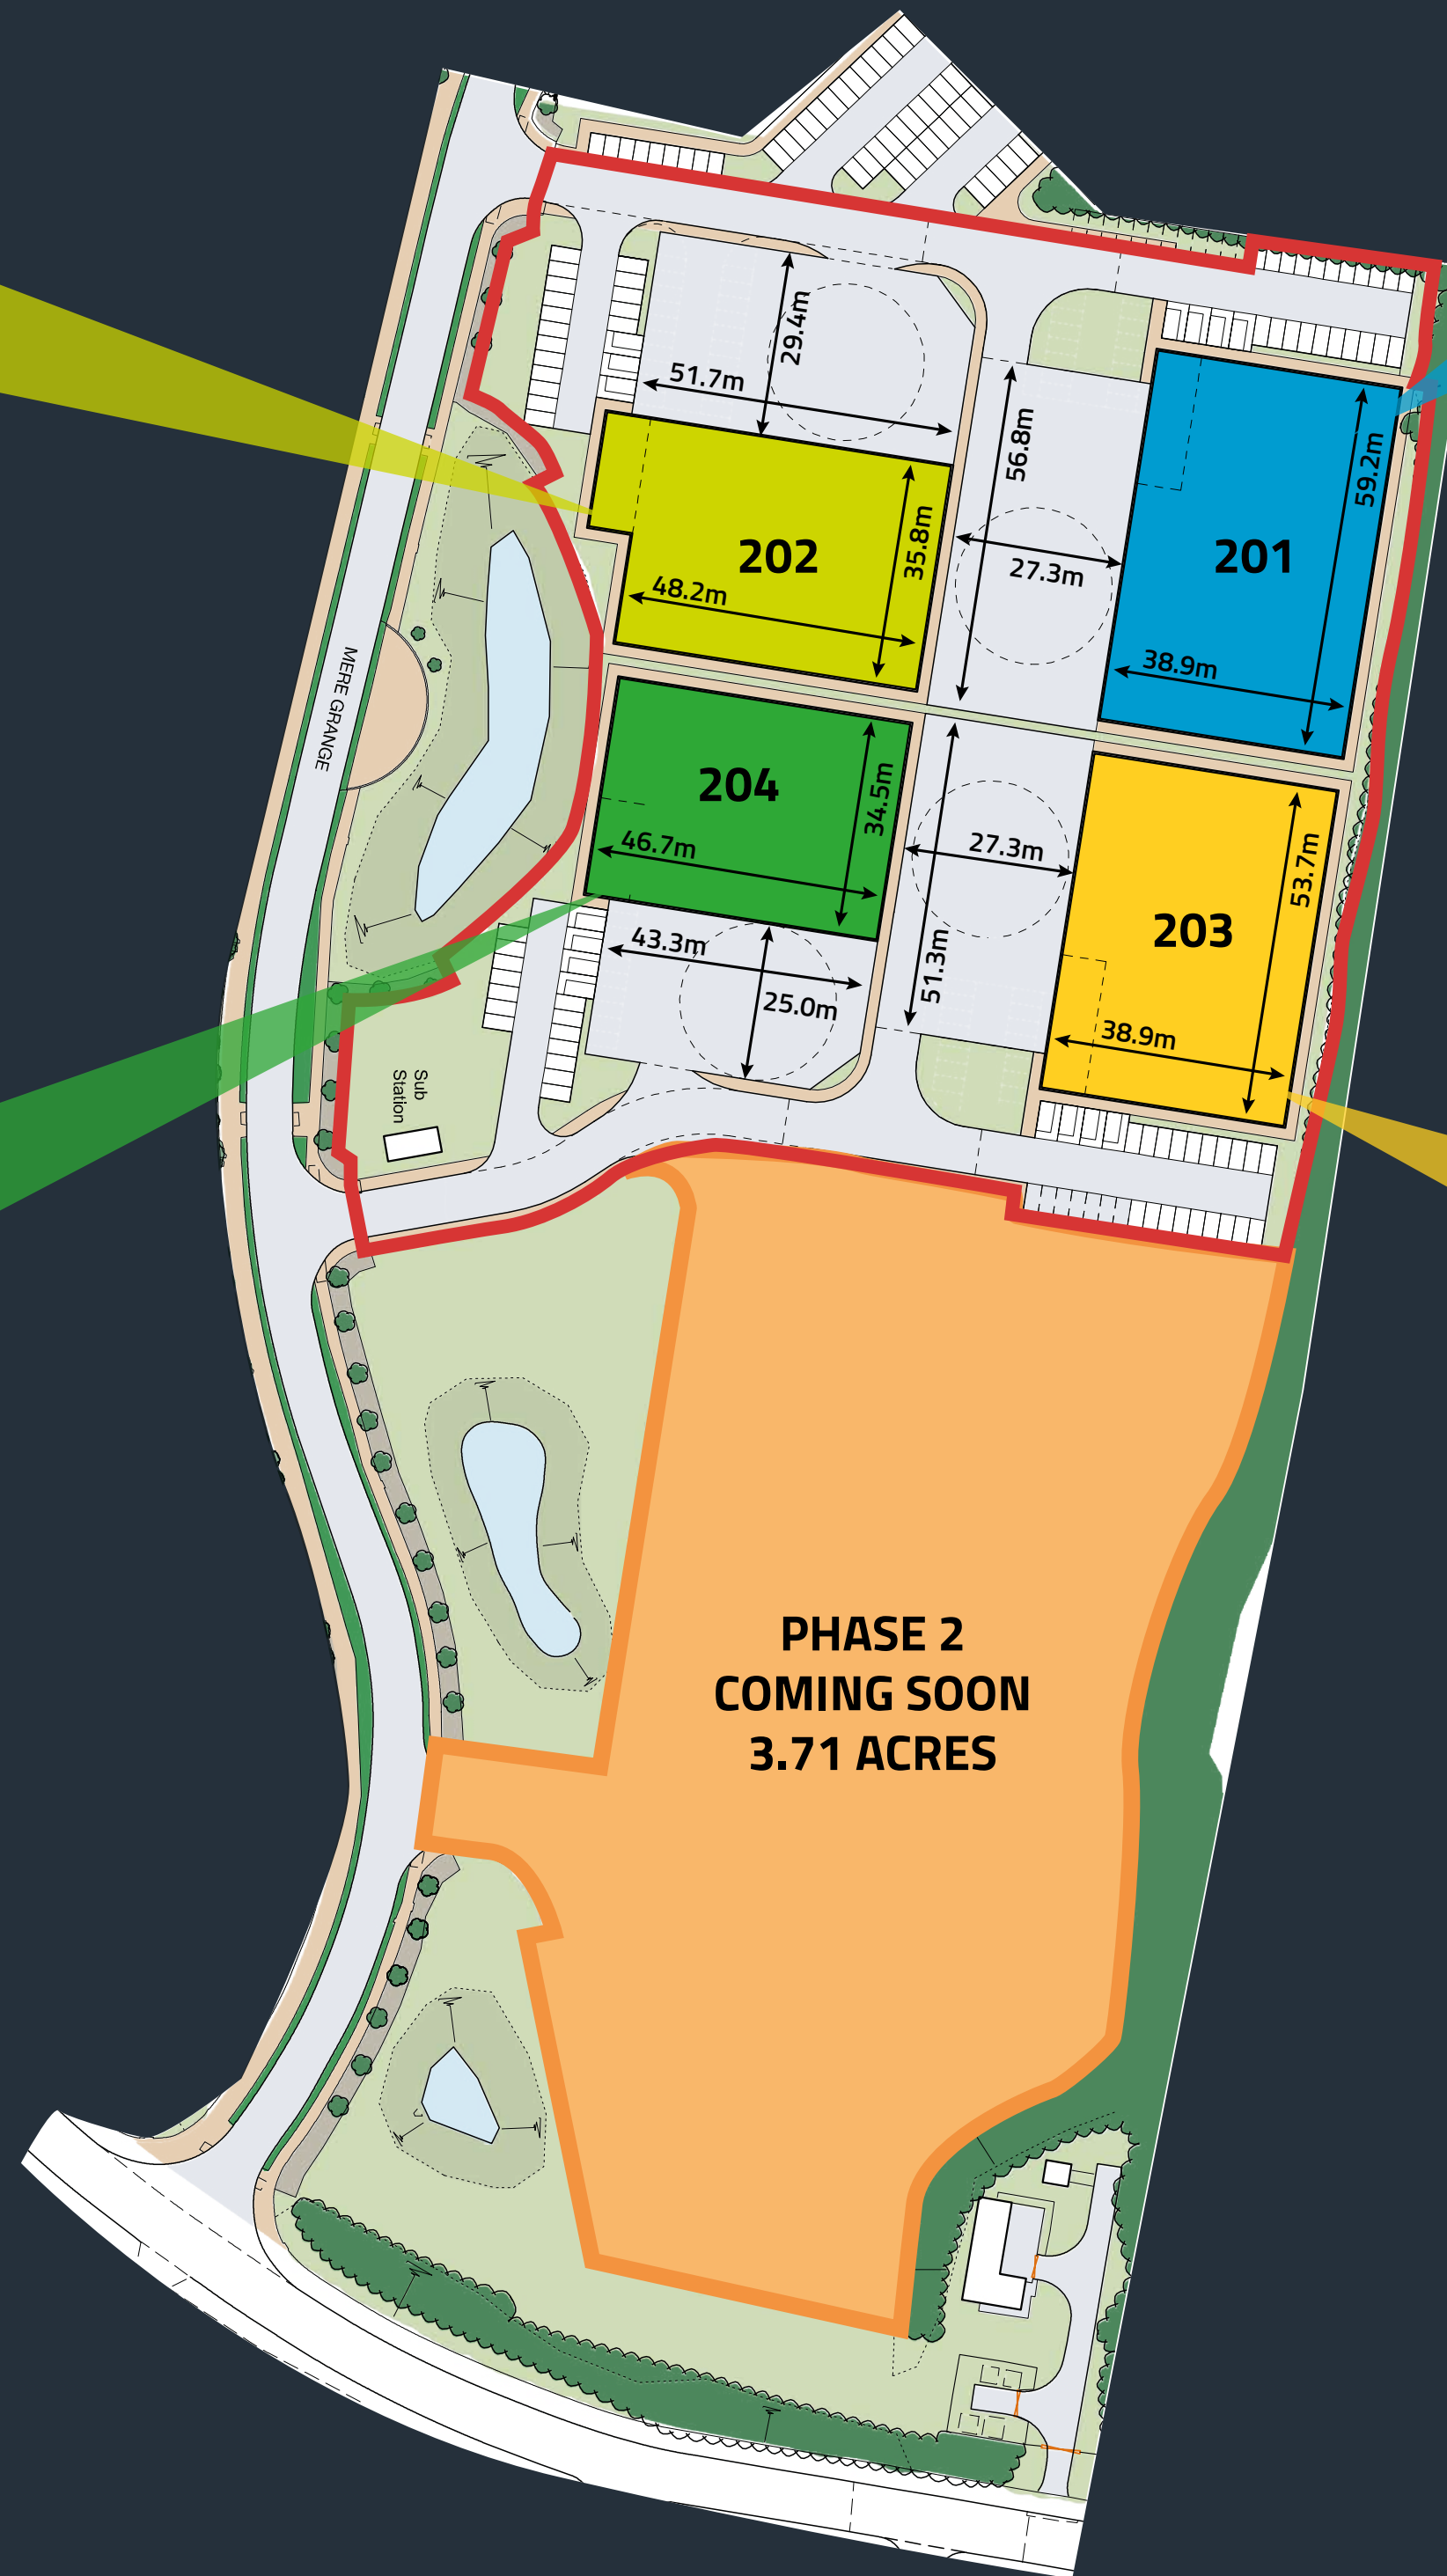 29.4m
51.7m
56.8m
59.2m
202
35.8m
201
27.3m
48.2m
38.9m
MERE GRANGE
204
34.5m
46.7m
27.3m
53.7m
203
43.3m
25.0m
51.3m
38.9m
Sub
Station
PHASE 2
COMING SOON
3.71 ACRES